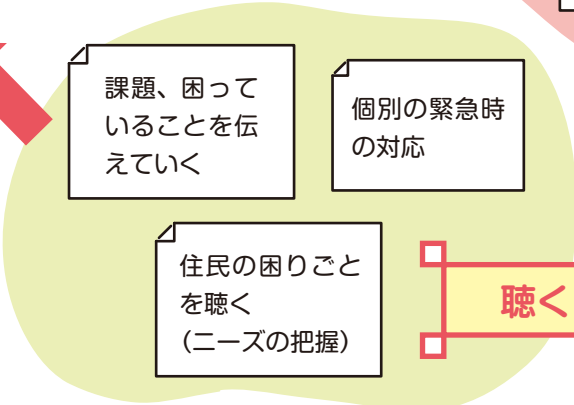 課題、困って
いることを伝
えていく
個別の緊急時
の対応
住民の困りごと
を聴く
(ニーズの把握)
聴く